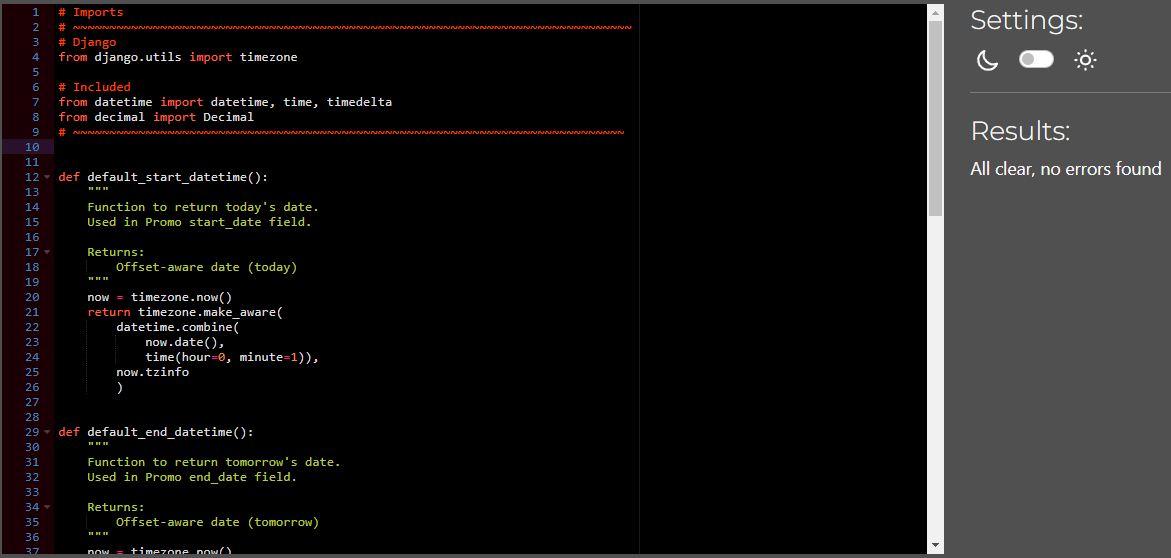 1 # Imports
2 # ~~~~~~~~~~~~~~~~~~~~~~~~~~~~~~~~~~~~~~~~~~~~~~~~~~~~~~~~~~~~~~~~~~~~~~~~~~~~~
3 # Django
4 from django.utils import timezone
5
6 # Included
7 from datetime import datetime, time, timedelta
8 from decimal import Decimal
9 # ~~~~~~~~~~~~~~~~~~~~~~~~~~~~~~~~~~~~~~~~~~~~~~~~~~~~~~~~~~~~~~~~~~~~~~~~~~~~
10
11
12 def default_start_datetime():
13     """
14     Function to return today's date.
15     Used in Promo start_date field.
16
17     Returns:
18         Offset-aware date (today)
19     """
20     now = timezone.now()
21     return timezone.make_aware(
22         datetime.combine(
23             now.date(),
24             time(hour=0, minute=1)),
25         now.tzinfo
26         )
27
28
29 def default_end_datetime():
30     """
31     Function to return tomorrow's date.
32     Used in Promo end_date field.
33
34     Returns:
35         Offset-aware date (tomorrow)
36     """
37     now = timezone.now()
Settings:
Results:
All clear, no errors found